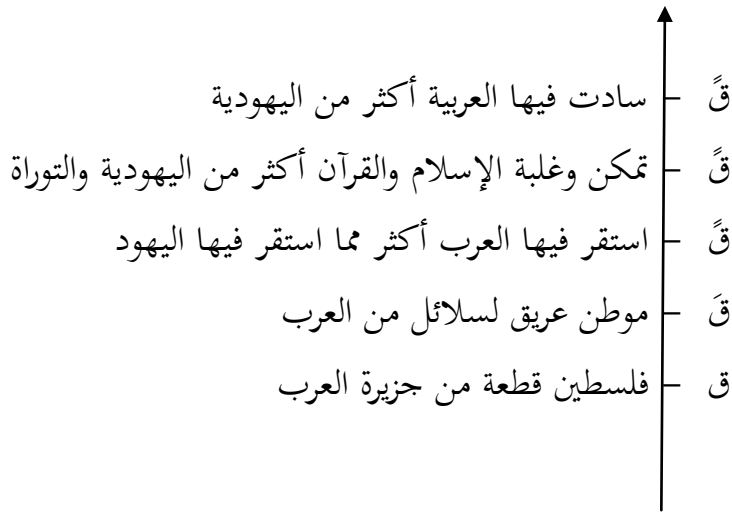 قً – سادت فيها العربية أكثر من اليهودية
قً – تمكن وغلبة الإسلام والقرآن أكثر من اليهودية والتوراة
قً – استقر فيها العرب أكثر مما استقر فيها اليهود
قَ – موطن عريق لسلائل من العرب
ق – فلسطين قطعة من جزيرة العرب